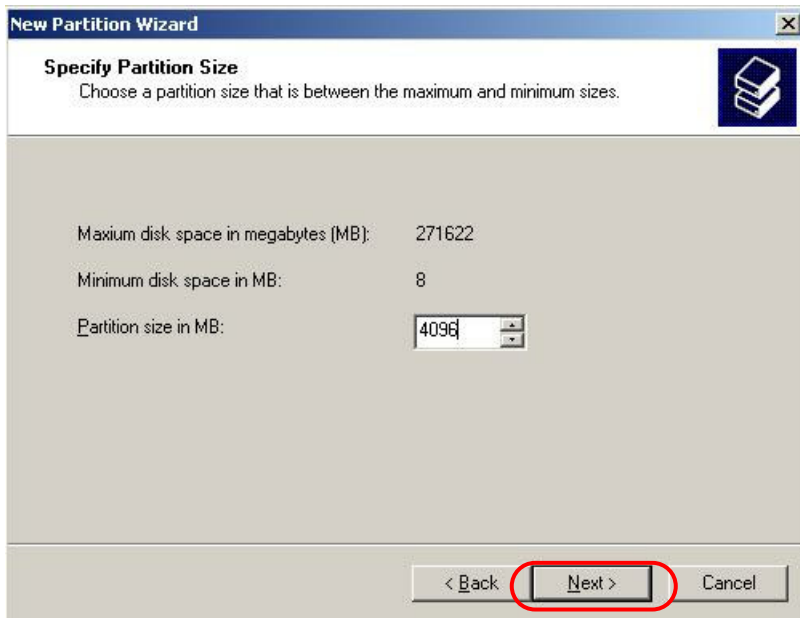 New Partition Wizard
Specify Partition Size
Choose a partition size that is between the maximum and minimum sizes.
Maxium disk space in megabytes (MB): 271622
Minimum disk space in MB: 8
Partition size in MB: 4096
< Back Next > Cancel